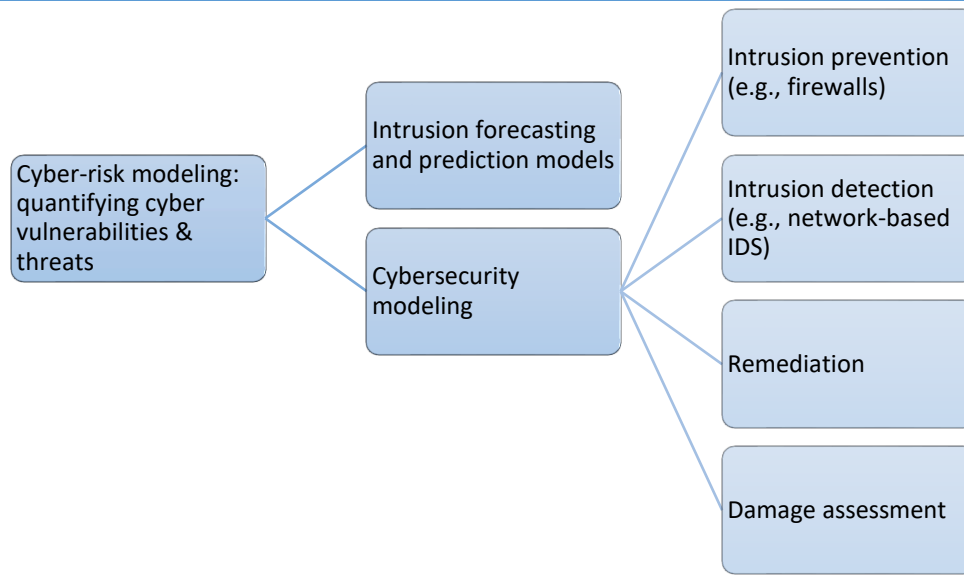 Cyber-risk modeling:
quantifying cyber
vulnerabilities &
threats
Intrusion forecasting
and prediction models
Cybersecurity
modeling
Intrusion prevention
(e.g., firewalls)
Intrusion detection
(e.g., network-based
IDS)
Remediation
Damage assessment